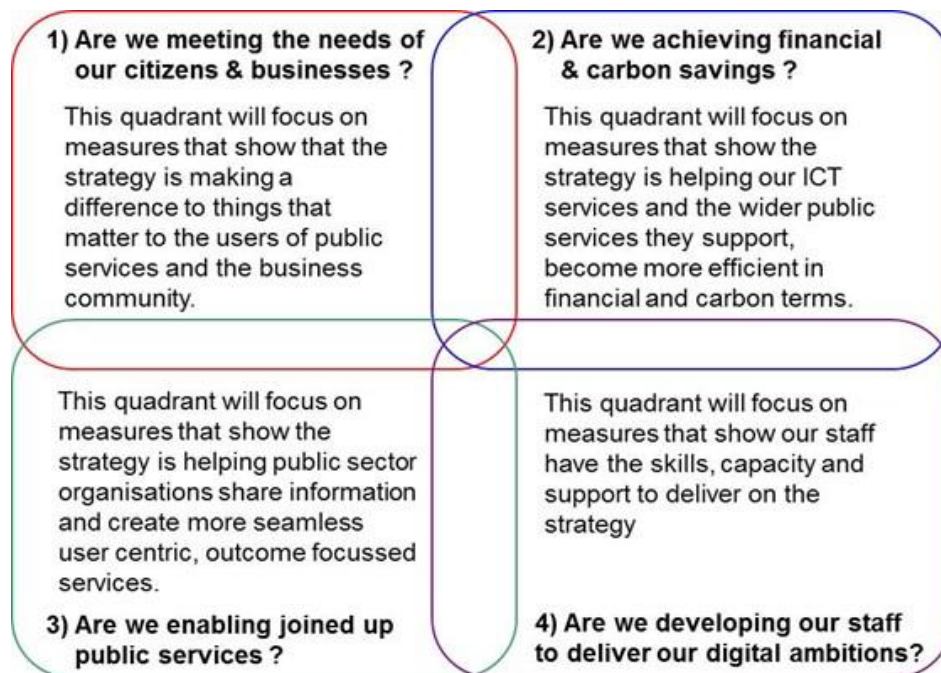 1) Are we meeting the needs of
our citizens & businesses ?
This quadrant will focus on
measures that show that the
strategy is making a
difference to things that
matter to the users of public
services and the business
community.
2) Are we achieving financial
& carbon savings ?
This quadrant will focus on
measures that show the
strategy is helping our ICT
services and the wider public
services they support,
become more efficient in
financial and carbon terms.
This quadrant will focus on
measures that show the
strategy is helping public sector
organisations share information
and create more seamless
user centric, outcome focussed
services.
3) Are we enabling joined up
public services ?
This quadrant will focus on
measures that show our staff
have the skills, capacity and
support to deliver on the
strategy
4) Are we developing our staff
to deliver our digital ambitions?